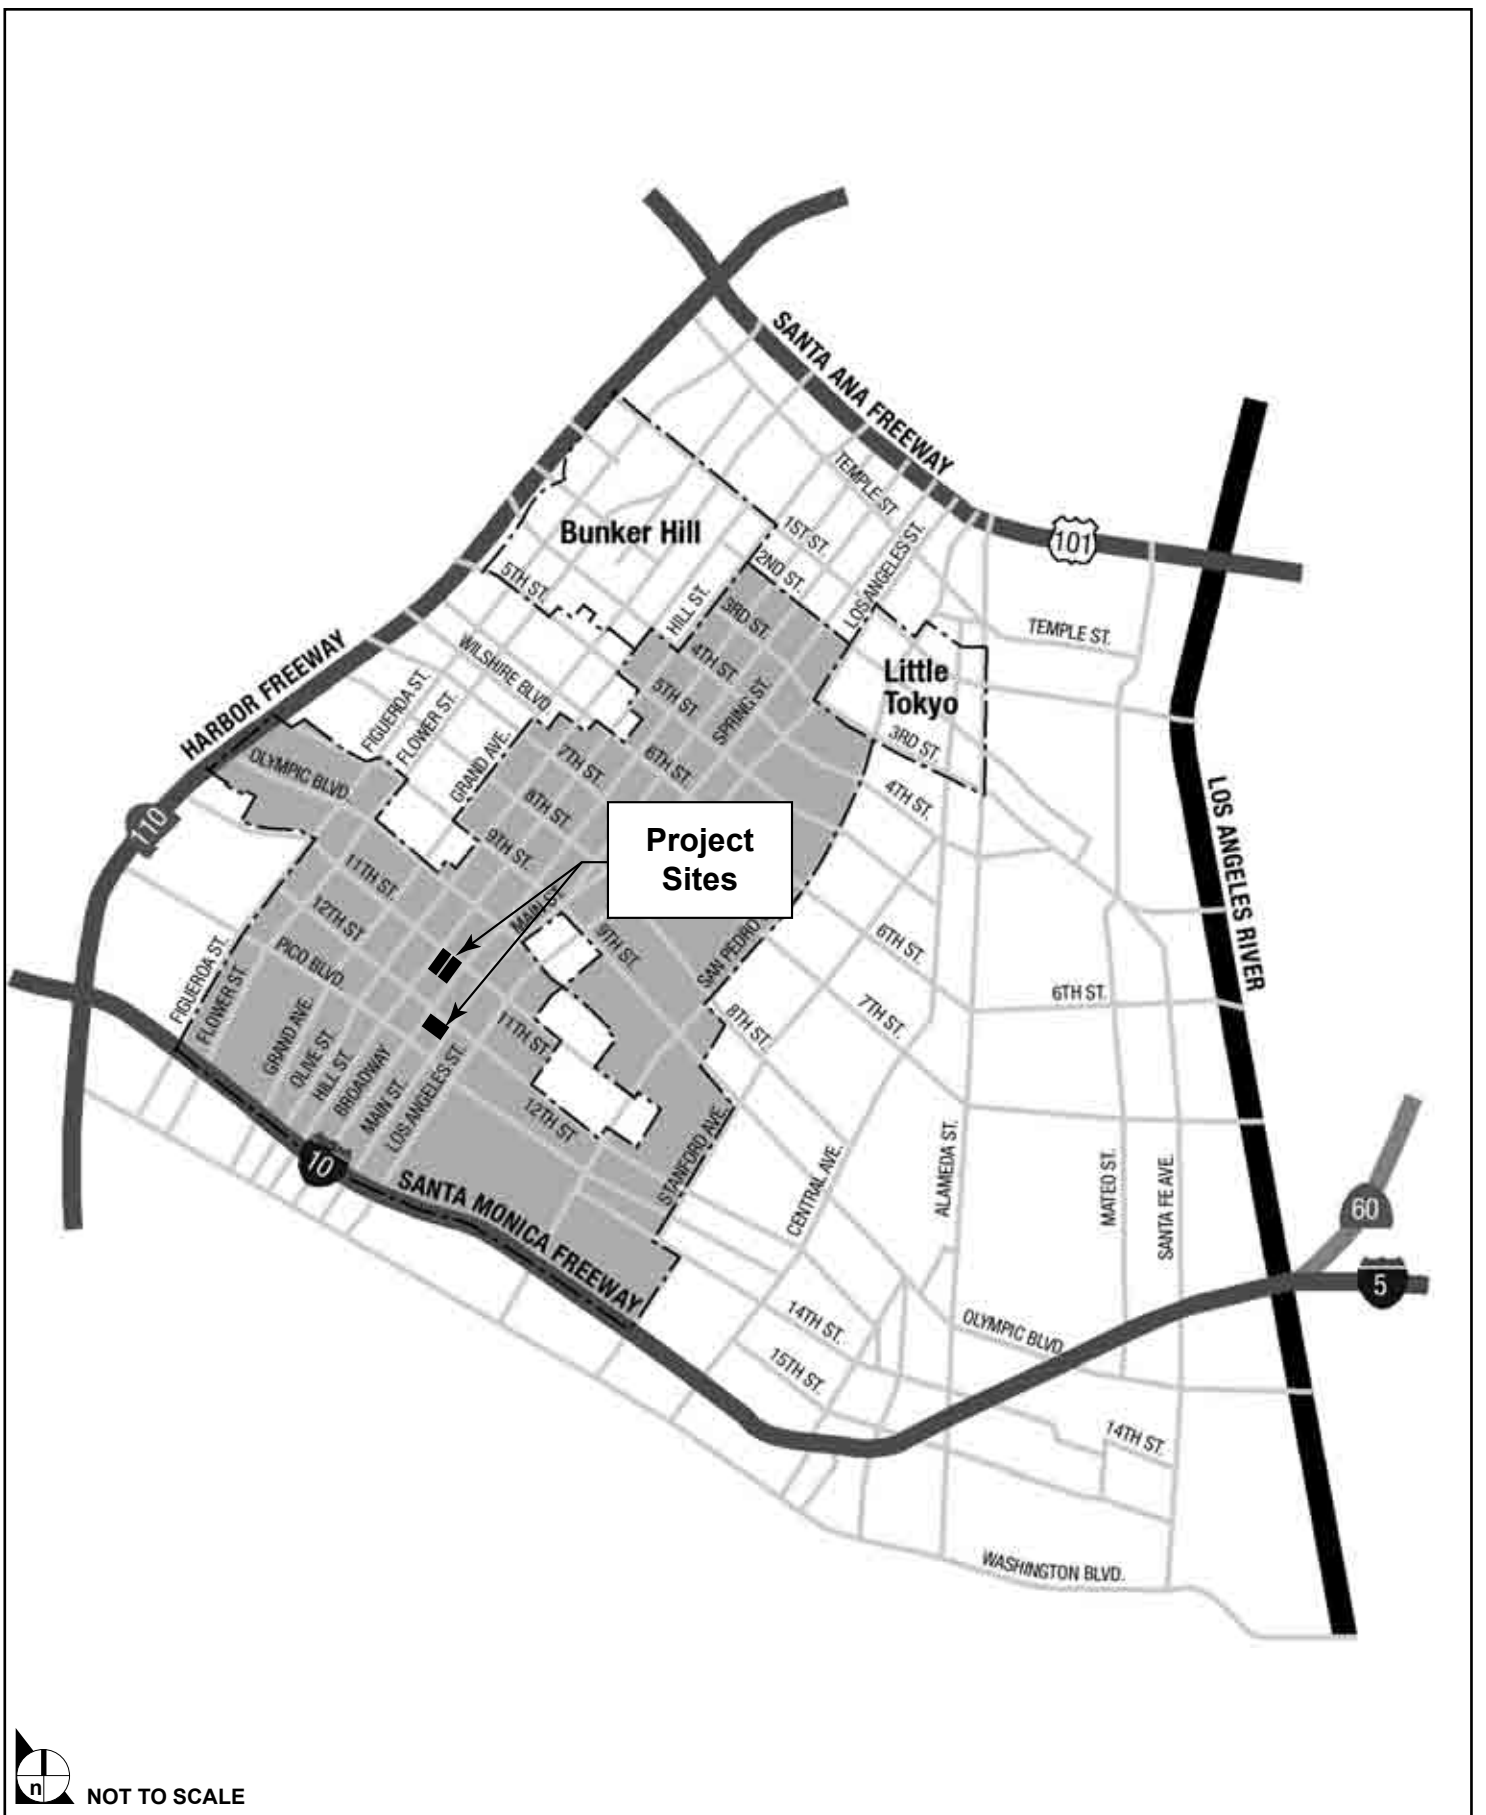 SANTA ANA FREEWAY
TEMPLE ST.
1ST ST.
Bunker Hill
101
2ND ST.
LOS ANGELES ST.
5TH ST.
HILL ST.
3RD ST.
TEMPLE ST.
4TH ST.
HARBOR FREEWAY
WILSHIRE BLVD
Little
Tokyo
5TH ST
SPRING ST.
FIGUEROA ST.
FLOWER ST.
3RD ST.
GRAND AVE.
7TH ST.
6TH ST.
OLYMPIC BLVD
4TH ST.
8TH ST.
LOS ANGELES RIVER
110
Project
Sites
9TH ST.
11TH ST.
12TH ST
MAIN ST
9TH ST.
SAN PEDRO
6TH ST.
PICO BLVD.
FIGUEROA ST.
FLOWER ST.
6TH ST.
7TH ST.
8TH ST.
11TH ST.
GRAND AVE.
OLIVE ST.
HILL ST.
BROADWAY
MAIN ST.
LOS ANGELES ST.
12TH ST
STANFORD AVE.
CENTRAL AVE.
ALAMEDA ST.
MATEO ST.
SANTA FE AVE.
10
SANTA MONICA FREEWAY
60
5
14TH ST.
OLYMPIC BLVD.
15TH ST.
14TH ST.
WASHINGTON BLVD.
n
NOT TO SCALE